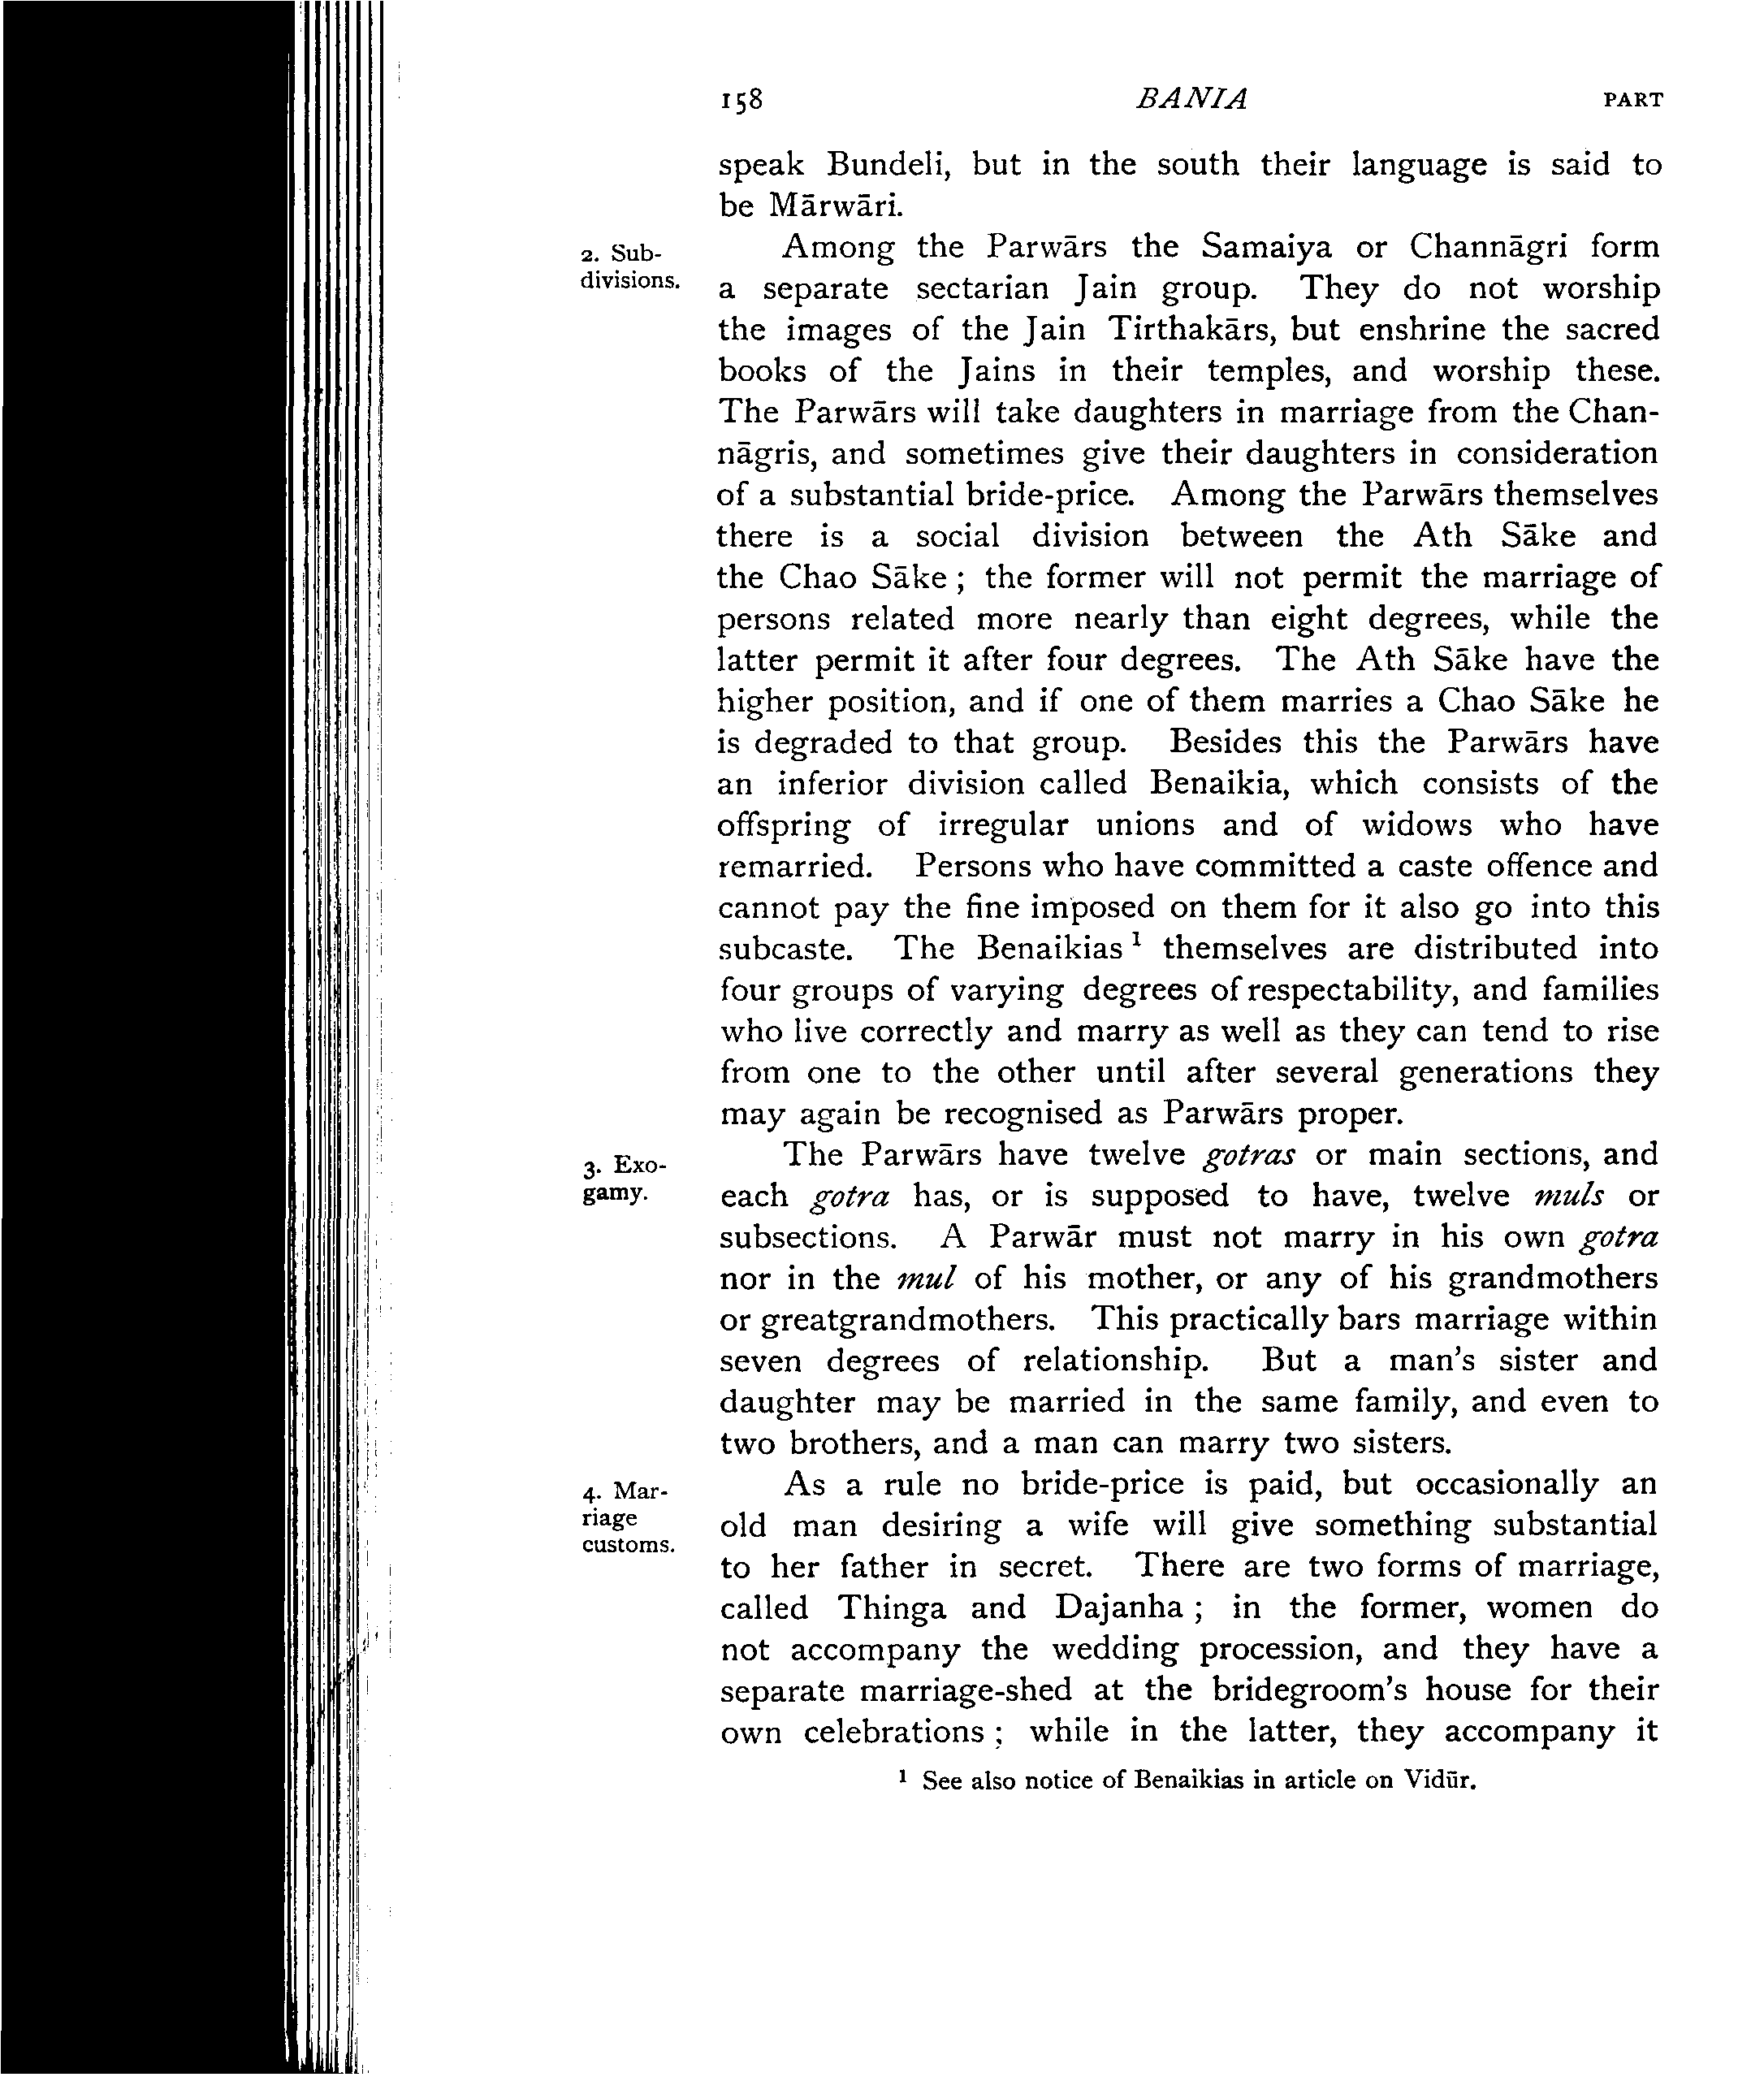 158 BANIA PART
speak Bundeli, but in the south their language is said to
be Mārwāri.
2. Sub-
divisions.
Among the Parwārs the Samaiya or Channāgri form
a separate sectarian Jain group. They do not worship
the images of the Jain Tirthakārs, but enshrine the sacred
books of the Jains in their temples, and worship these.
The Parwārs will take daughters in marriage from the Chan-
nāgris, and sometimes give their daughters in consideration
of a substantial bride-price. Among the Parwārs themselves
there is a social division between the Ath Sāke and
the Chao Sāke ; the former will not permit the marriage of
persons related more nearly than eight degrees, while the
latter permit it after four degrees. The Ath Sāke have the
higher position, and if one of them marries a Chao Sāke he
is degraded to that group. Besides this the Parwārs have
an inferior division called Benaikia, which consists of the
offspring of irregular unions and of widows who have
remarried. Persons who have committed a caste offence and
cannot pay the fine imposed on them for it also go into this
subcaste. The Benaikias ¹ themselves are distributed into
four groups of varying degrees of respectability, and families
who live correctly and marry as well as they can tend to rise
from one to the other until after several generations they
may again be recognised as Parwārs proper.
3. Exo-
gamy.
The Parwārs have twelve gotras or main sections, and
each gotra has, or is supposed to have, twelve muls or
subsections. A Parwār must not marry in his own gotra
nor in the mul of his mother, or any of his grandmothers
or greatgrandmothers. This practically bars marriage within
seven degrees of relationship. But a man's sister and
daughter may be married in the same family, and even to
two brothers, and a man can marry two sisters.
4. Mar-
riage
customs.
As a rule no bride-price is paid, but occasionally an
old man desiring a wife will give something substantial
to her father in secret. There are two forms of marriage,
called Thinga and Dajanha ; in the former, women do
not accompany the wedding procession, and they have a
separate marriage-shed at the bridegroom's house for their
own celebrations ; while in the latter, they accompany it
¹ See also notice of Benaikias in article on Vidūr.